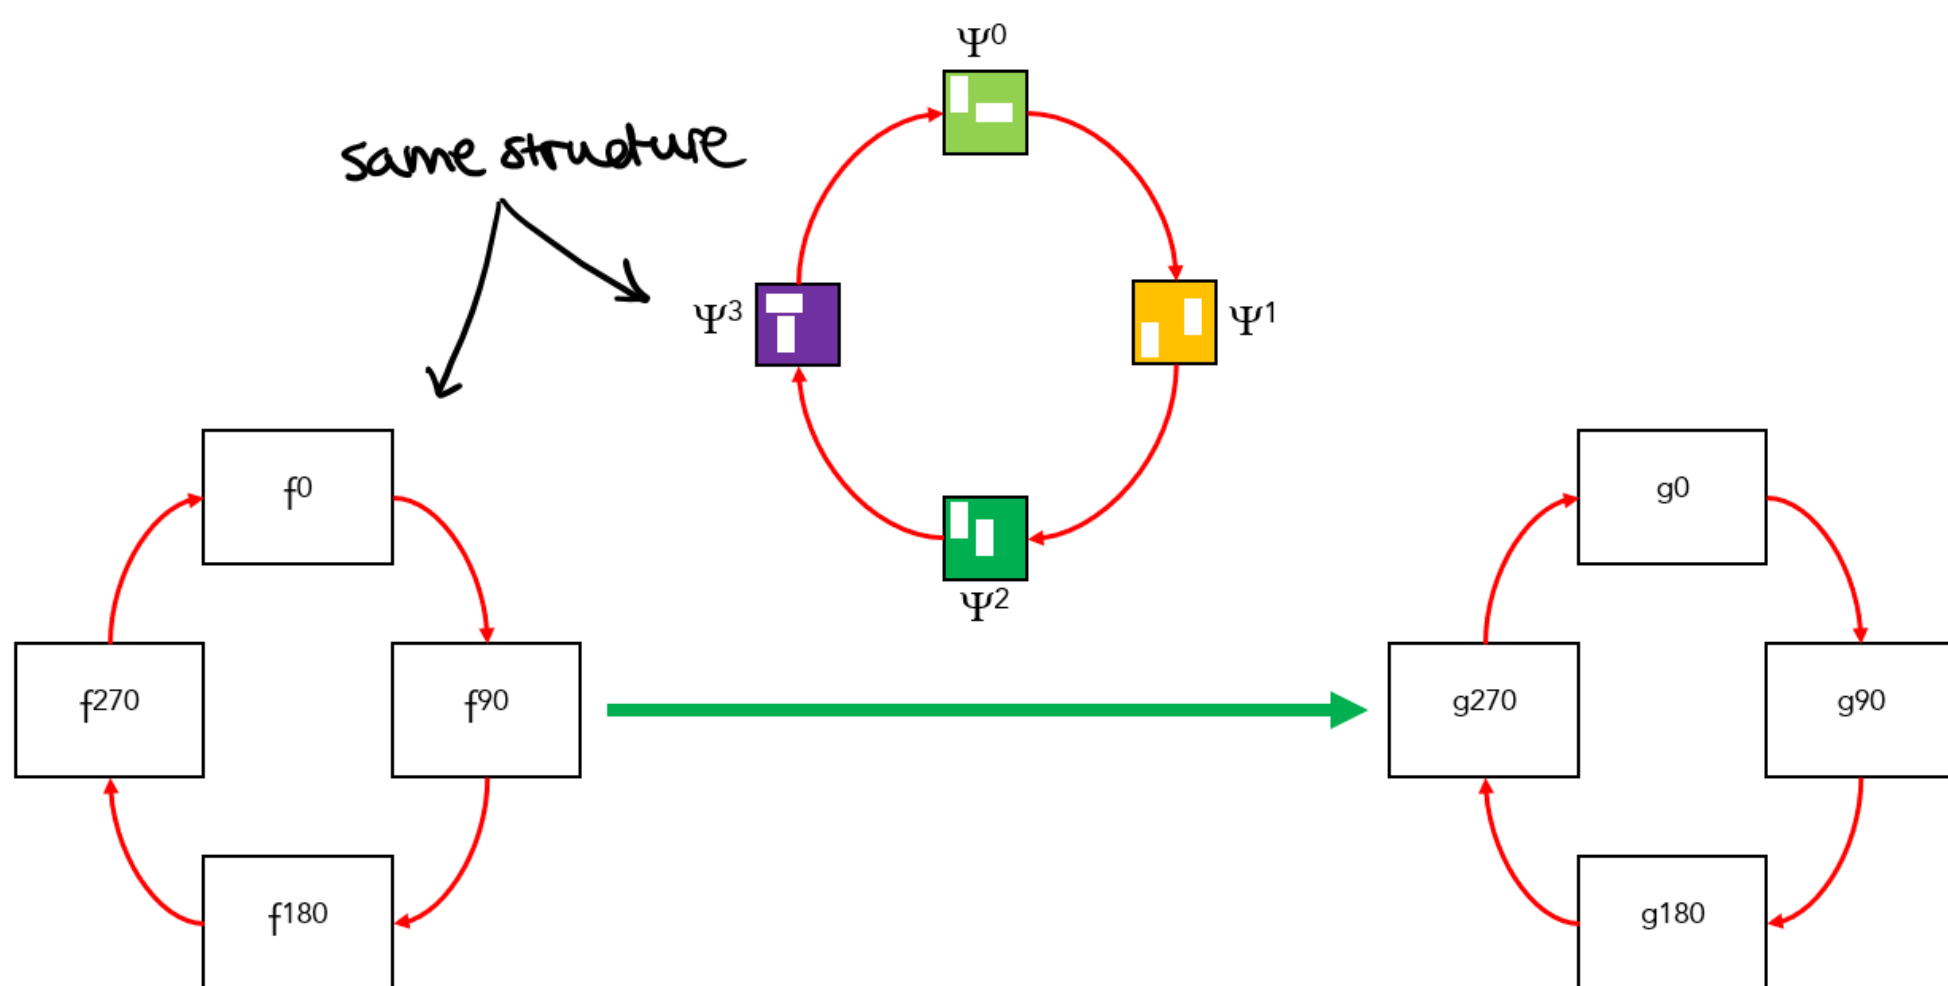 Ψ0
same structure
Ψ3
Ψ1
Ψ2
f0
g0
f270
f90
g270
g90
f180
g180